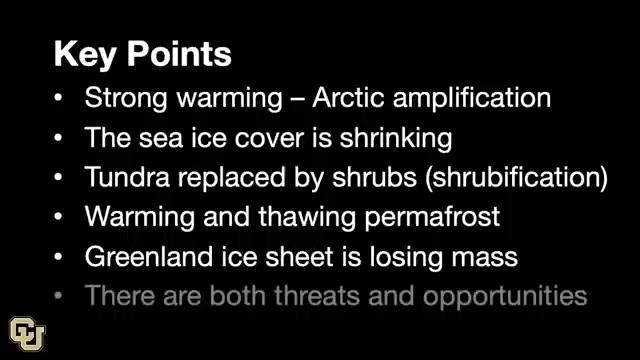 Key Points
• Strong warming – Arctic amplification
• The sea ice cover is shrinking
• Tundra replaced by shrubs (shrubification)
• Warming and thawing permafrost
• Greenland ice sheet is losing mass
• There are both threats and opportunities
CU